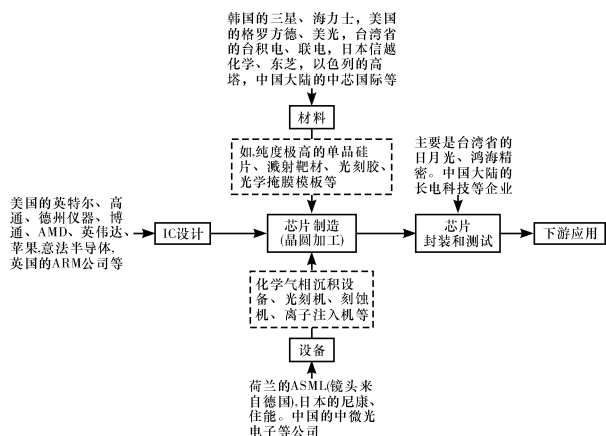 韩国的三星、海力士，美国
的格罗方德、美光，台湾省
的台积电、联电，日本信越
化学、东芝，以色列的高
塔，中国大陆的中芯国际等
材料
如,纯度极高的单晶硅
片、溅射靶材、光刻胶、
光学掩膜模板等
主要是台湾省的
日月光、鸿海精
密。中国大陆的
长电科技等企业
美国的英特尔、高
通、德州仪器、博
通、AMD、英伟达、
苹果,意法半导体,
英国的ARM公司等
IC设计
芯片制造
(晶圆加工)
芯片
封装和测试
下游应用
化学气相沉积设
备、光刻机、刻蚀
机、离子注入机等
设备
荷兰的ASML(镜头来
自德国),日本的尼康、
住能。中国的中微光
电子等公司